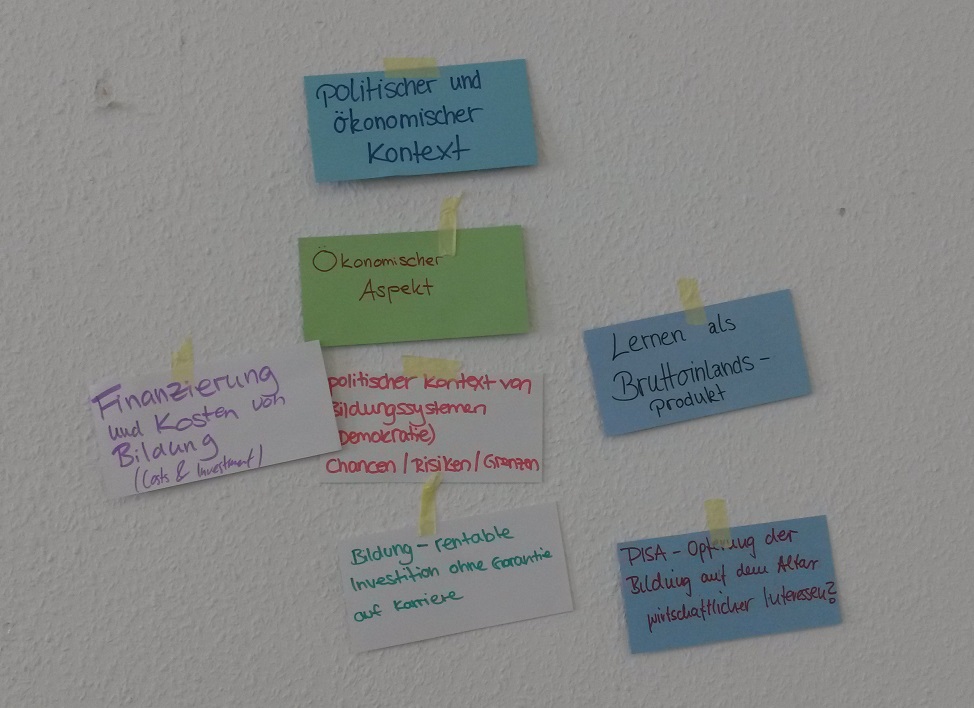 politischer und
ökonomischer
Kontext
Ökonomischer
Aspekt
Lernen als
Bruttoinlands-
produkt
Finanzierung
und Kosten von
Bildung
(Costs & Investment)
politischer Kontext von
Bildungssystemen
(Demokratie)
Chancen / Risiken / Grenzen
Bildung - rentable
Investition ohne Garantie
auf Karriere
PISA - der
Bildung auf dem Altar
wirtschaftlicher Interessen?